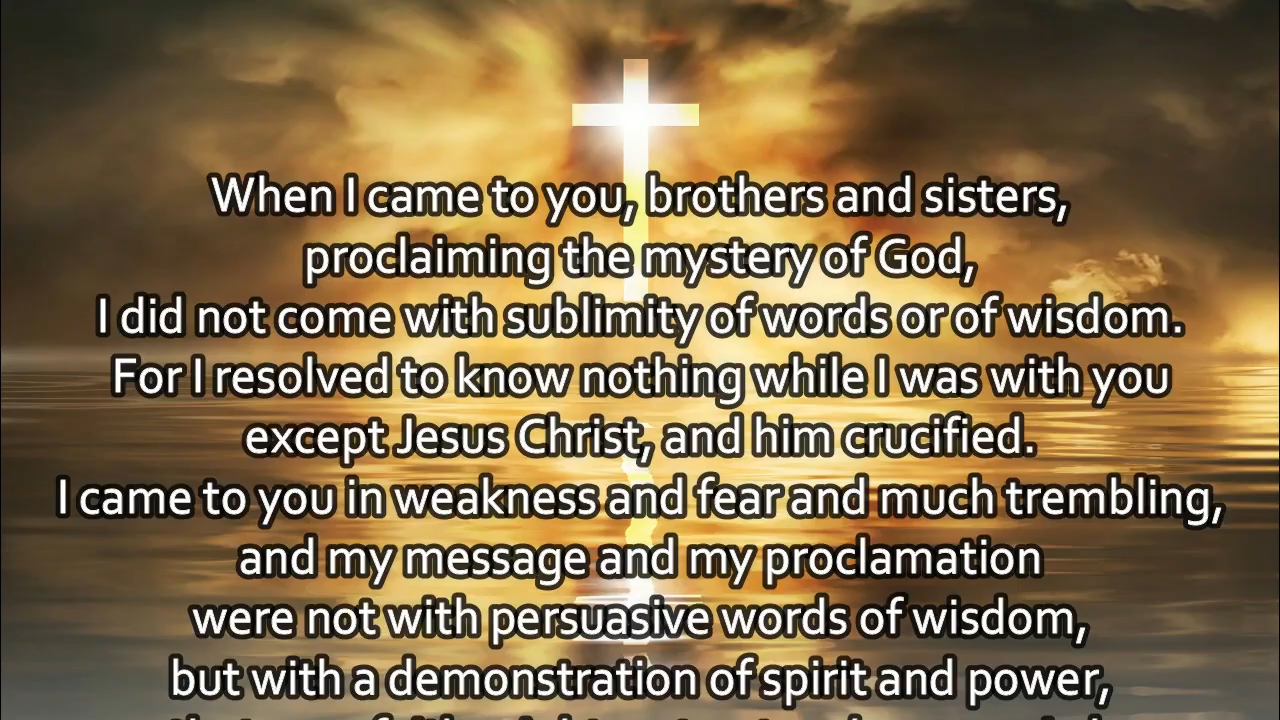 When I came to you, brothers and sisters,
proclaiming the mystery of God,
I did not come with sublimity of words or of wisdom.
For I resolved to know nothing while I was with you
except Jesus Christ, and him crucified.
I came to you in weakness and fear and much trembling,
and my message and my proclamation
were not with persuasive words of wisdom,
but with a demonstration of spirit and power,